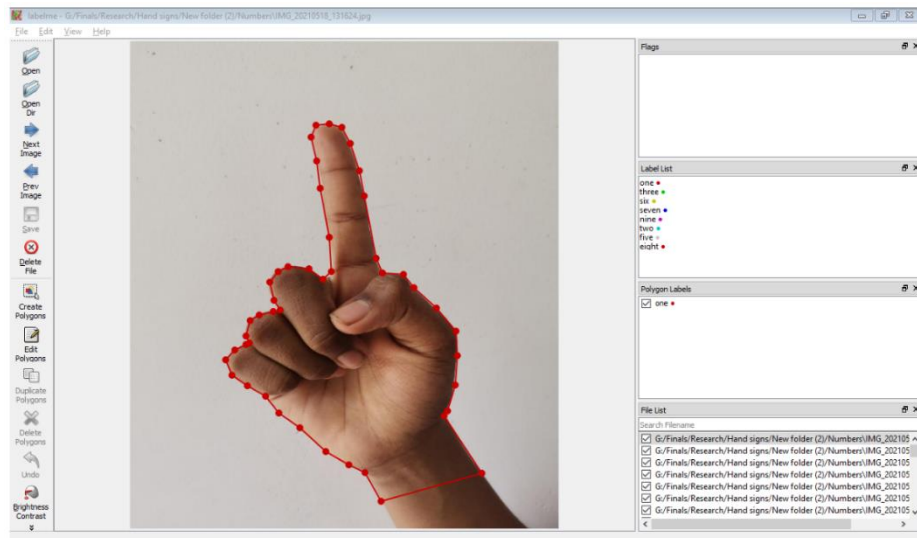 labelme - G:/Finals/Research/Hand signs/New folder (2)/Numbers\IMG_20210518_131624.jpg
File Edit View Help
Open
Open
Dir
Next
Image
Prev
Image
Save
Delete
File
Create
Polygons
Edit
Polygons
Duplicate
Polygons
Delete
Polygons
Undo
Brightness
Contrast
Flags
Label List
one
three
six
seven
nine
two
five
eight
Polygon Labels
one
File List
Search Filename
G:/Finals/Research/Hand signs/New folder (2)/Numbers\IMG_202105
G:/Finals/Research/Hand signs/New folder (2)/Numbers\IMG_202105
G:/Finals/Research/Hand signs/New folder (2)/Numbers\IMG_202105
G:/Finals/Research/Hand signs/New folder (2)/Numbers\IMG_202105
G:/Finals/Research/Hand signs/New folder (2)/Numbers\IMG_202105
G:/Finals/Research/Hand signs/New folder (2)/Numbers\IMG_202105
G:/Finals/Research/Hand signs/New folder (2)/Numbers\IMG_202105